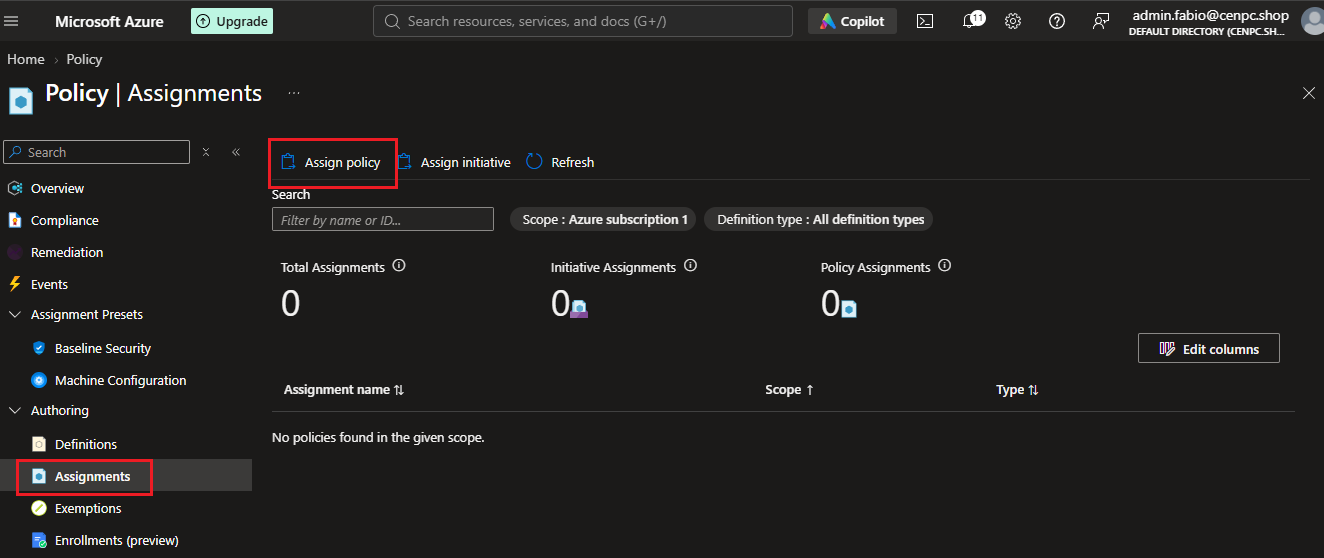 Microsoft Azure
Upgrade
Search resources, services, and docs (G+/)
Copilot
11
admin.fabio@cenpc.shop
DEFAULT DIRECTORY (CENPC.SH...
Home > Policy
Policy | Assignments ...
Search
Overview
Compliance
Remediation
Events
Assignment Presets
Baseline Security
Machine Configuration
Authoring
Definitions
Assignments
Exemptions
Enrollments (preview)
Assign policy
Assign initiative
Refresh
Search
Filter by name or ID...
Scope : Azure subscription 1
Definition type : All definition types
Total Assignments
0
Initiative Assignments
0
Policy Assignments
0
Edit columns
Assignment name
Scope
Type
No policies found in the given scope.